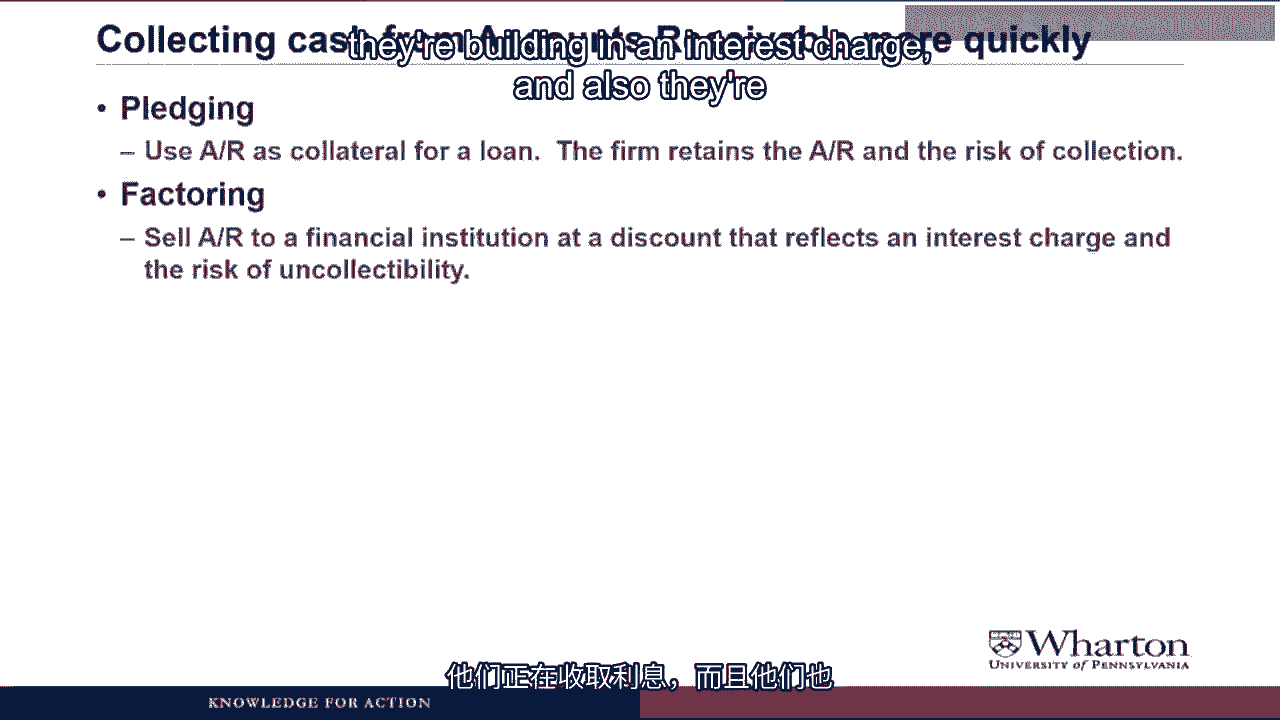 Collecting cash from Accounts Receivable more quickly
they're building in an interest charge,
and also they're
• Pledging
– Use A/R as collateral for a loan. The firm retains the A/R and the risk of collection.
• Factoring
– Sell A/R to a financial institution at a discount that reflects an interest charge and
the risk of uncollectibility.
Wharton
UNIVERSITY of PENNSYLVANIA
他们正在收取利息，而且他们也
KNOWLEDGE FOR ACTION